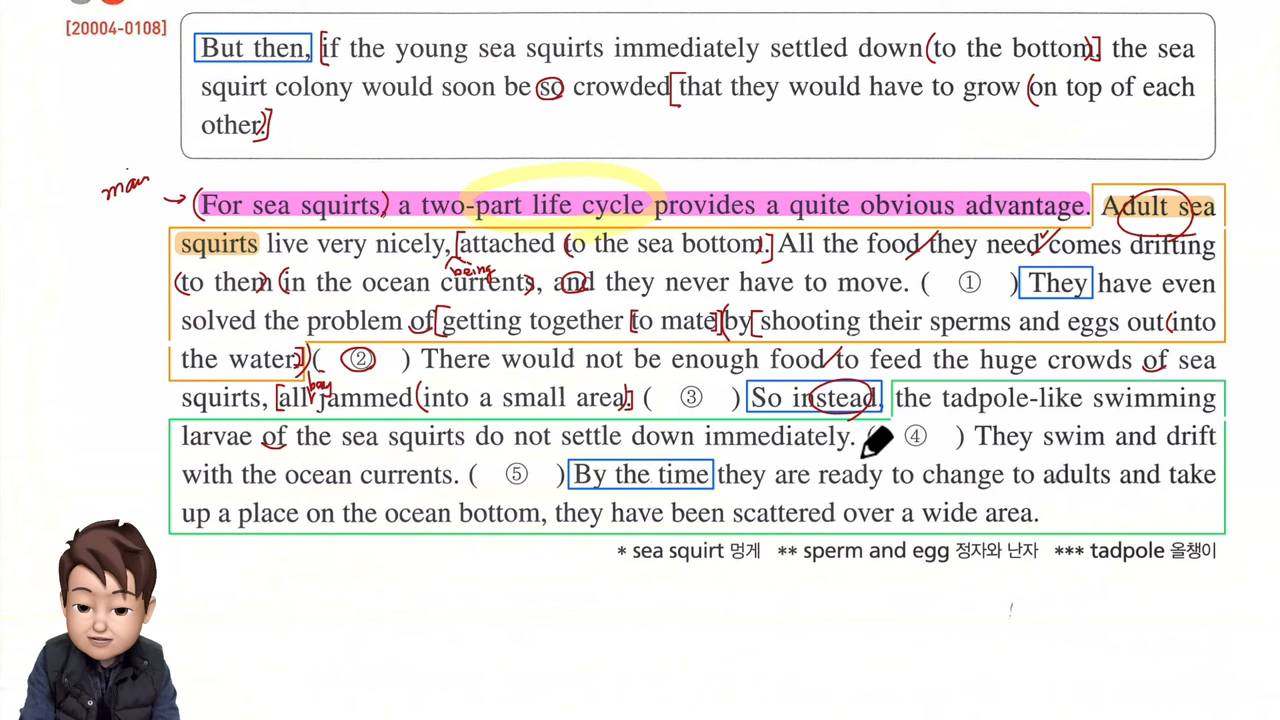 [20004-0108]
But then, if the young sea squirts immediately settled down to the bottom, the sea
squirt colony would soon be so crowded that they would have to grow on top of each
other.
main
For sea squirts, a two-part life cycle provides a quite obvious advantage. Adult sea
squirts live very nicely, attached to the sea bottom. All the food they need comes drifting
to them in the ocean currents, and they never have to move. ( ① ) They have even
being
solved the problem of getting together to mate by shooting their sperms and eggs out into
the water. ( ② ) There would not be enough food to feed the huge crowds of sea
squirts, all jammed into a small area. ( ③ ) So instead, the tadpole-like swimming
larvae of the sea squirts do not settle down immediately. ( ④ ) They swim and drift
with the ocean currents. ( ⑤ ) By the time they are ready to change to adults and take
up a place on the ocean bottom, they have been scattered over a wide area.
* sea squirt 멍게 ** sperm and egg 정자와 난자 *** tadpole 올챙이